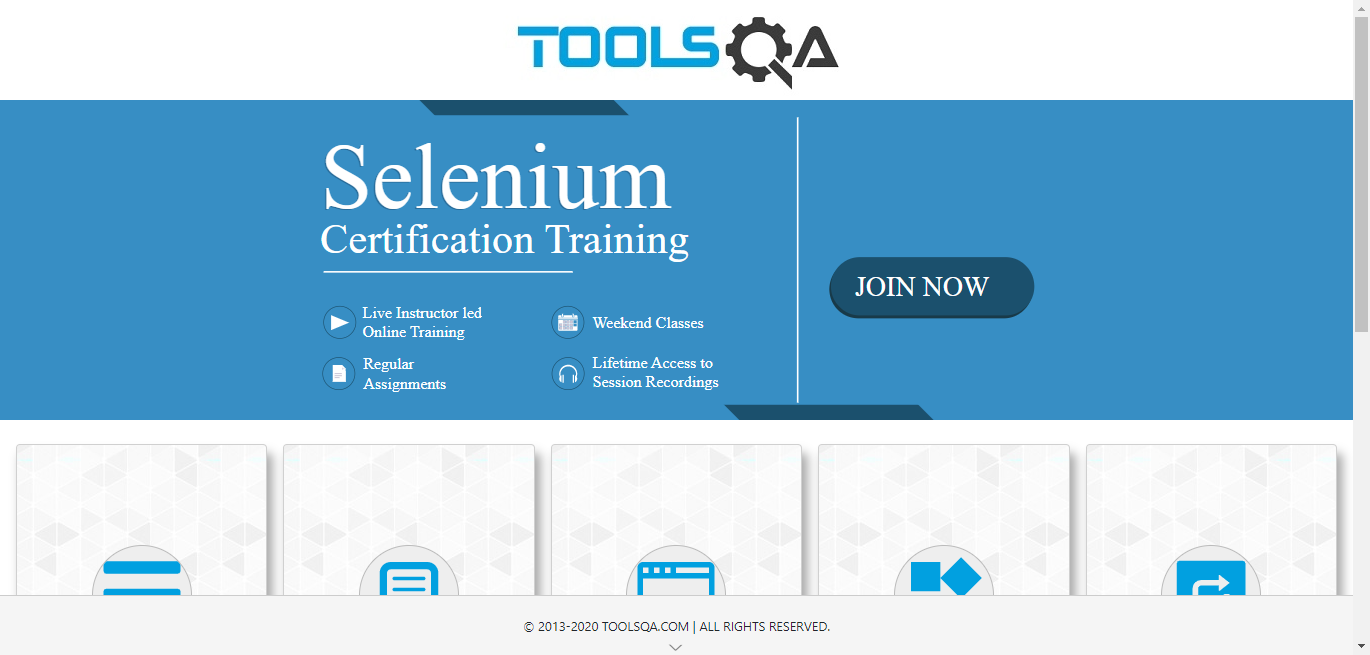 TOOLSQA
Selenium
Certification Training
JOIN NOW
Live Instructor led
Online Training
Weekend Classes
Regular
Assignments
Lifetime Access to
Session Recordings
© 2013-2020 TOOLSQA.COM | ALL RIGHTS RESERVED.